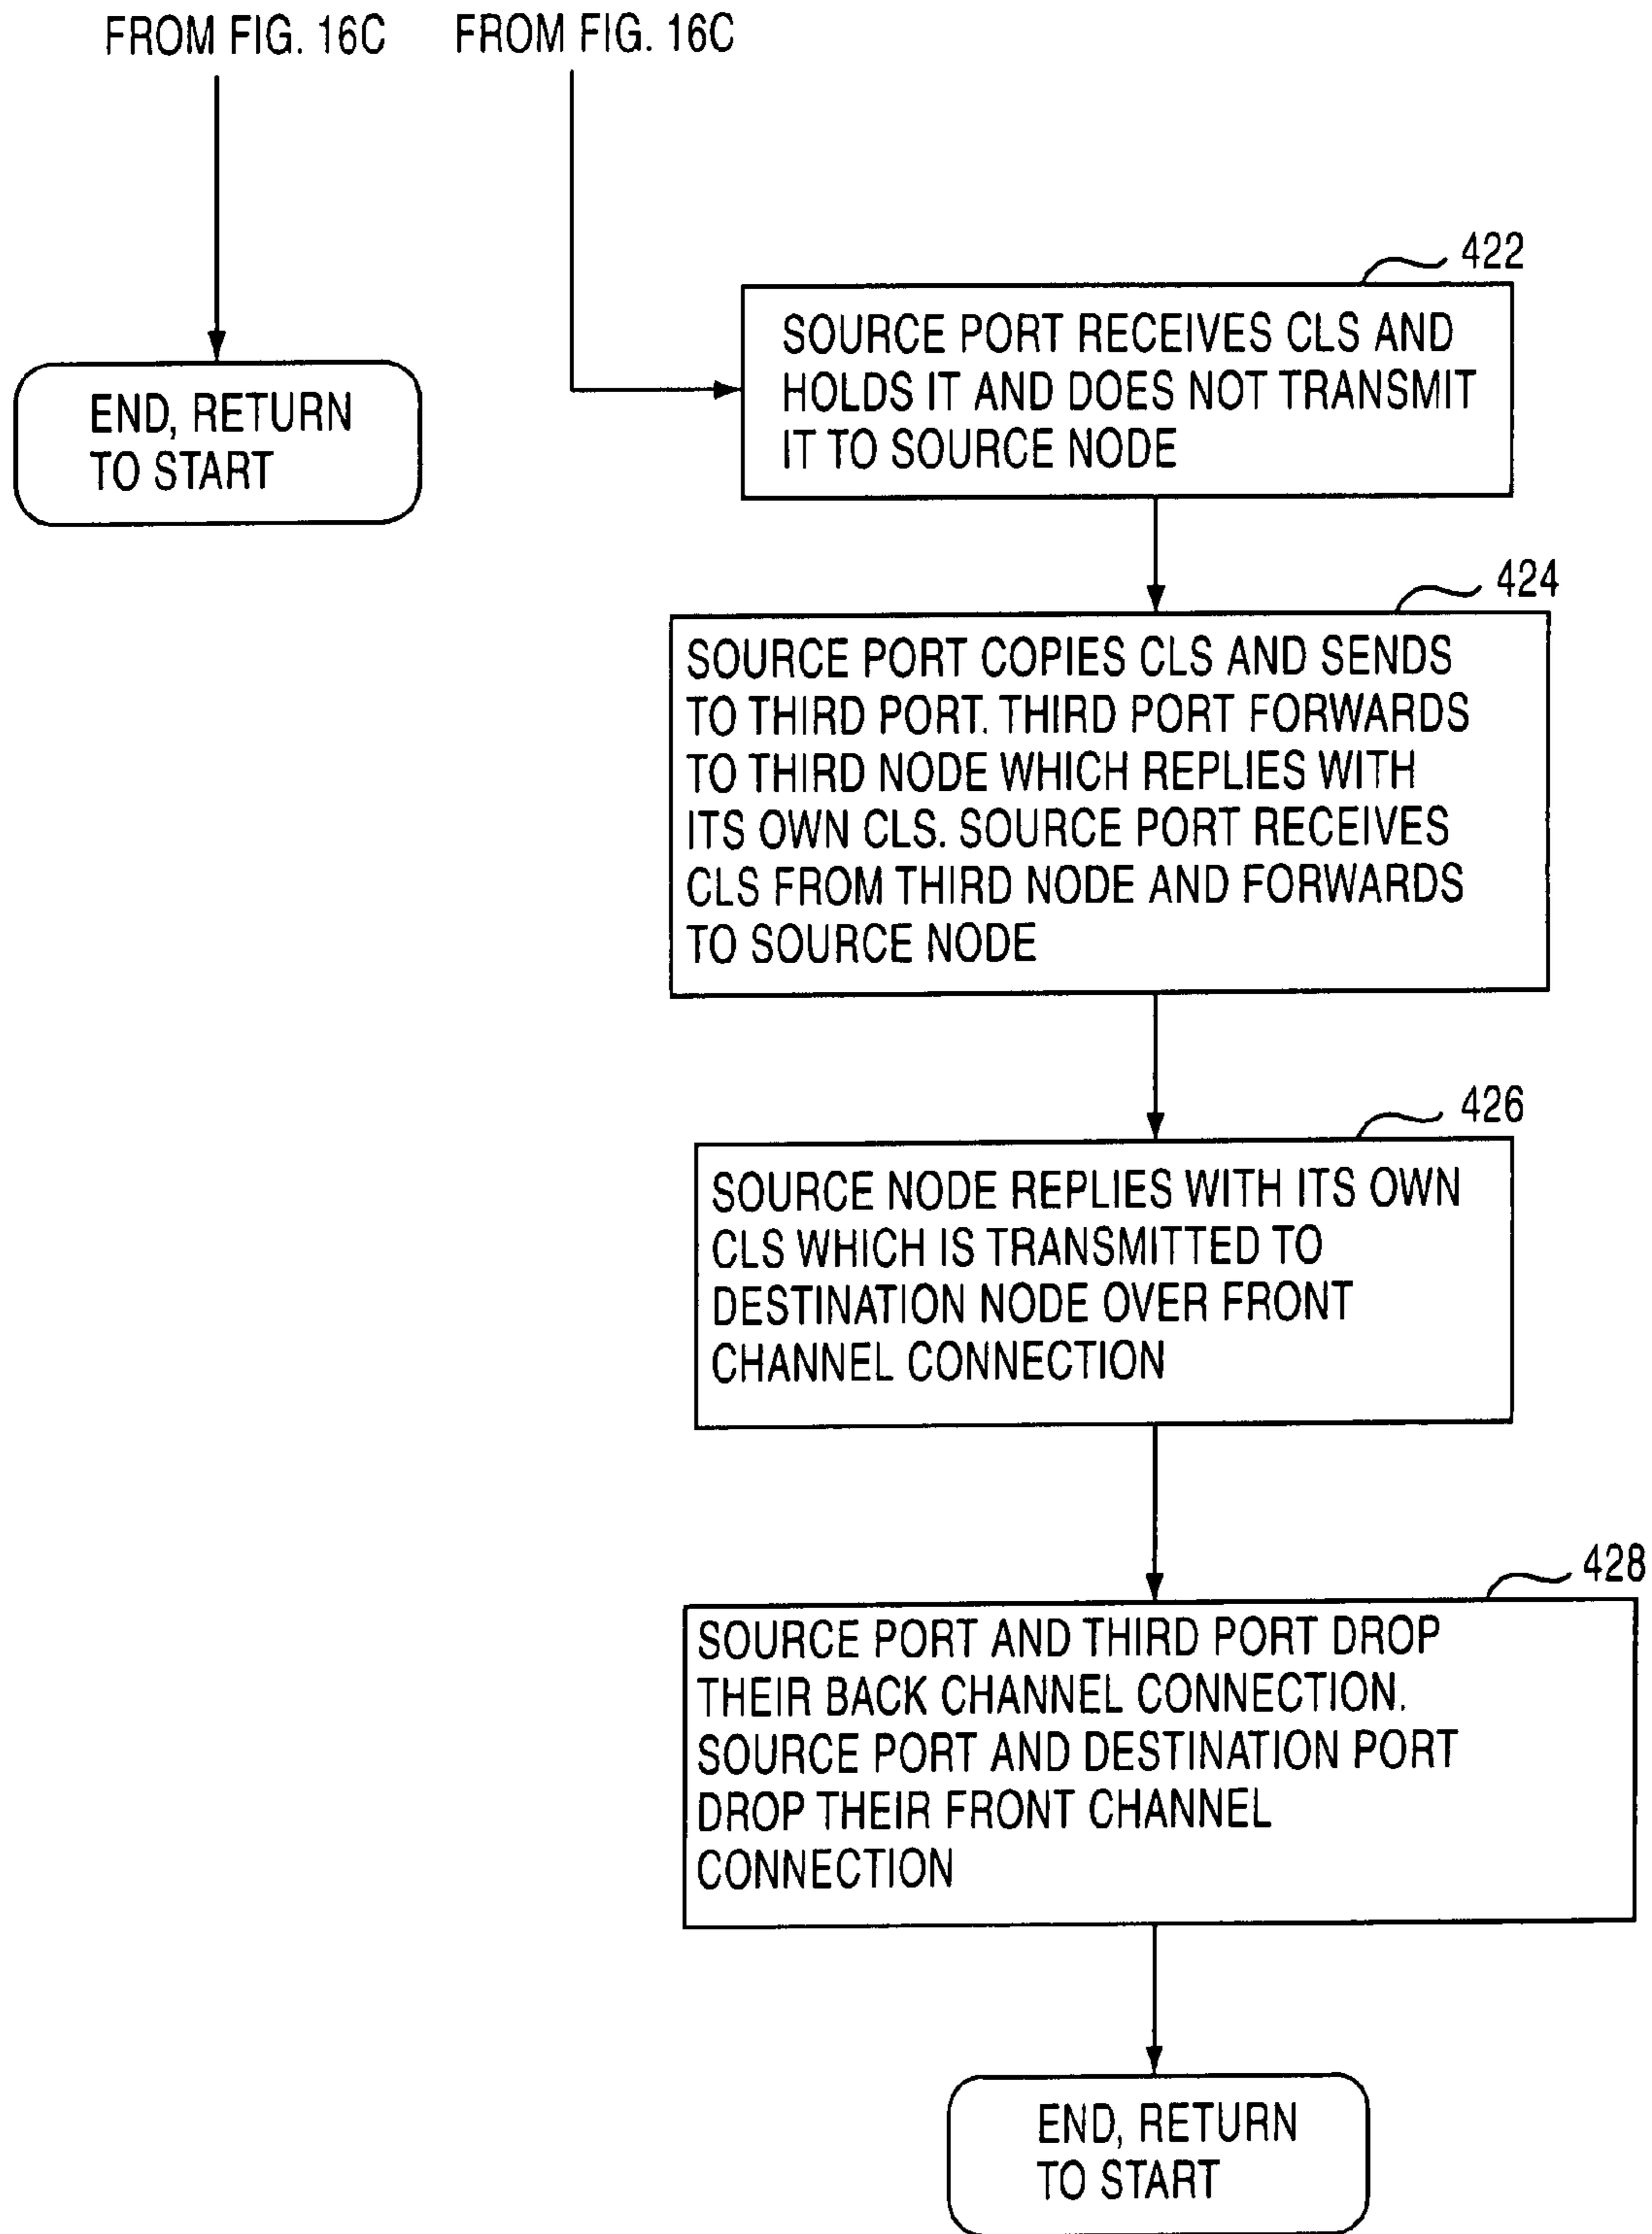 FROM FIG. 16C
FROM FIG. 16C
END, RETURN
TO START
422
SOURCE PORT RECEIVES CLS AND
HOLDS IT AND DOES NOT TRANSMIT
IT TO SOURCE NODE
424
SOURCE PORT COPIES CLS AND SENDS
TO THIRD PORT. THIRD PORT FORWARDS
TO THIRD NODE WHICH REPLIES WITH
ITS OWN CLS. SOURCE PORT RECEIVES
CLS FROM THIRD NODE AND FORWARDS
TO SOURCE NODE
426
SOURCE NODE REPLIES WITH ITS OWN
CLS WHICH IS TRANSMITTED TO
DESTINATION NODE OVER FRONT
CHANNEL CONNECTION
428
SOURCE PORT AND THIRD PORT DROP
THEIR BACK CHANNEL CONNECTION.
SOURCE PORT AND DESTINATION PORT
DROP THEIR FRONT CHANNEL
CONNECTION
END, RETURN
TO START